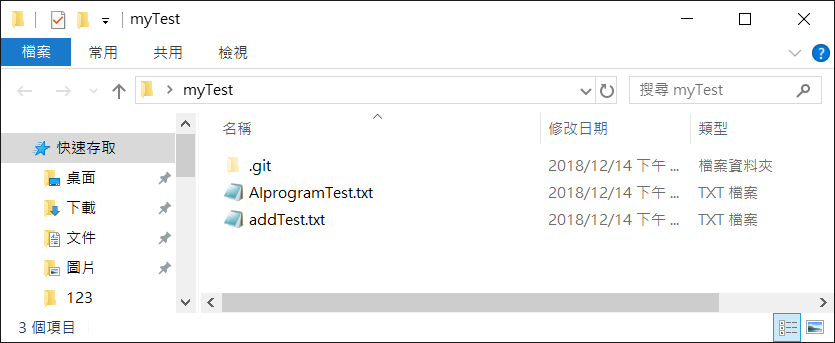 myTest
檔案 常用 共用 檢視
myTest 搜尋 myTest
名稱 修改日期 類型
快速存取
桌面
下載
文件
圖片
123
.git 2018/12/14 下午 ... 檔案資料夾
AIprogramTest.txt 2018/12/14 下午 ... TXT 檔案
addTest.txt 2018/12/14 下午 ... TXT 檔案
3 個項目